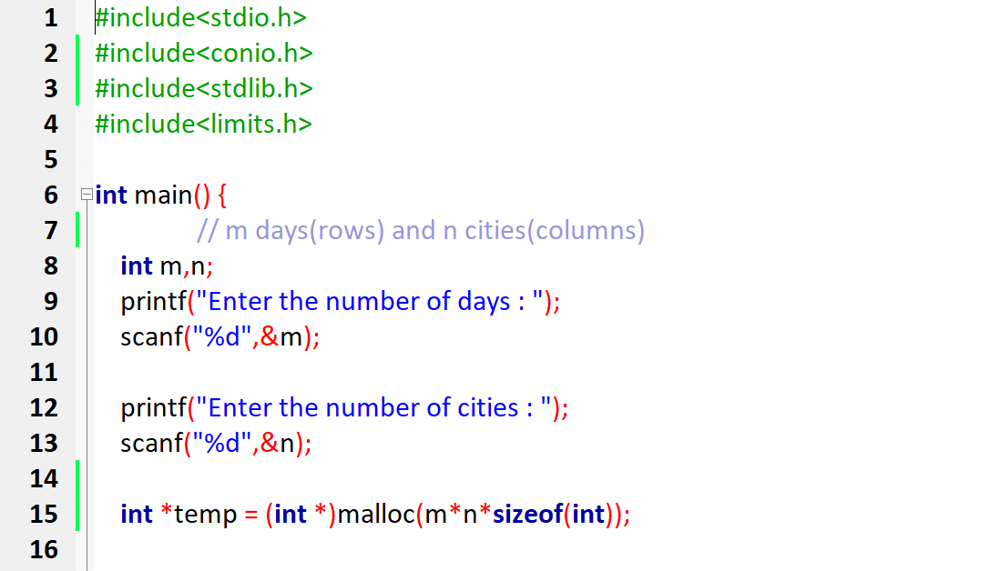 1 #include<stdio.h>
2 #include<conio.h>
3 #include<stdlib.h>
4 #include<limits.h>
5
6 int main() {
7 // m days(rows) and n cities(columns)
8 int m,n;
9 printf("Enter the number of days : ");
10 scanf("%d",&m);
11
12 printf("Enter the number of cities : ");
13 scanf("%d",&n);
14
15 int *temp = (int *)malloc(m*n*sizeof(int));
16